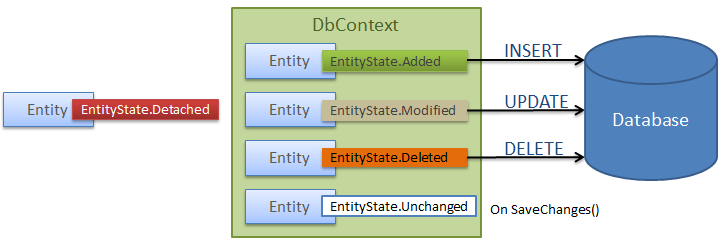 DbContext
Entity EntityState.Added INSERT
Entity EntityState.Detached
Entity EntityState.Modified UPDATE
Database
Entity EntityState.Deleted DELETE
Entity EntityState.Unchanged On SaveChanges()